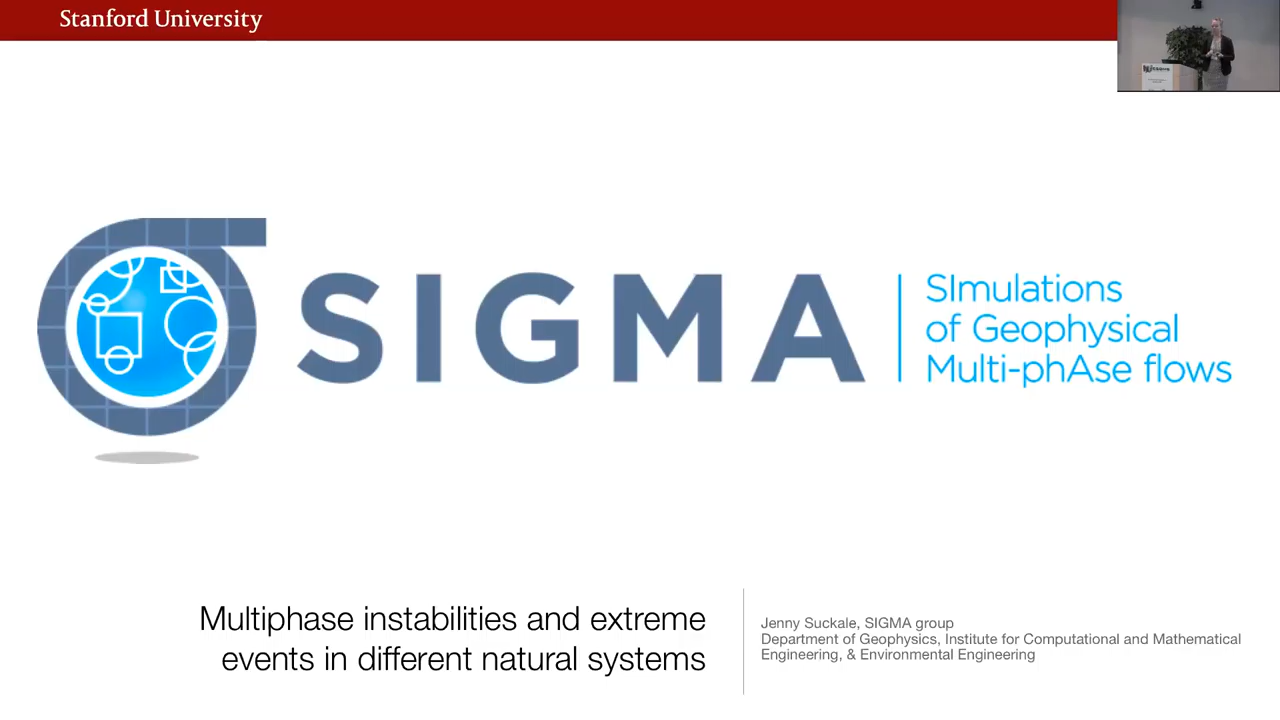 Stanford University
SIGMA
SImulations
of Geophysical
Multi-phAse flows
Multiphase instabilities and extreme
events in different natural systems
Jenny Suckale, SIGMA group
Department of Geophysics, Institute for Computational and Mathematical
Engineering, & Environmental Engineering